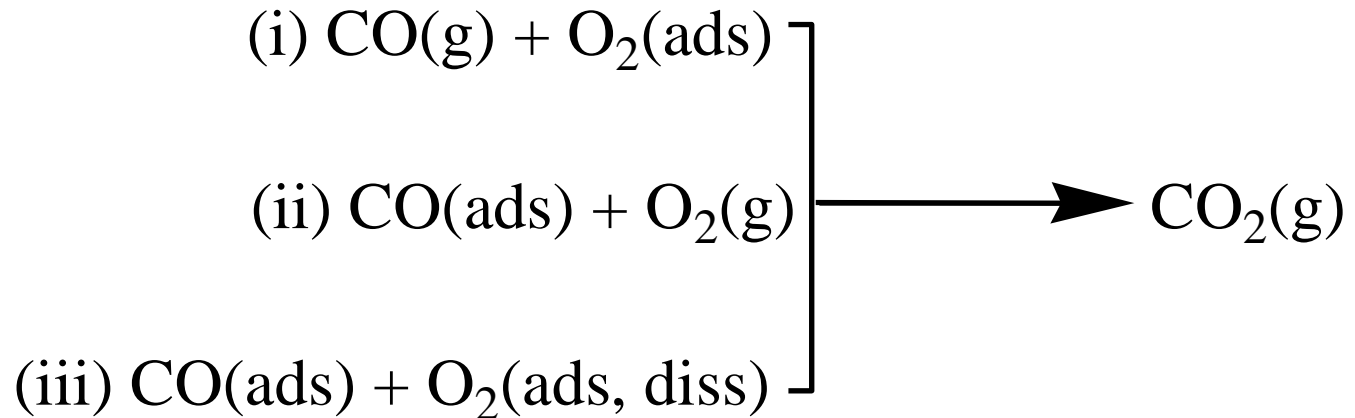 (i) CO(g) + O₂(ads)
(ii) CO(ads) + O₂(g) CO₂(g)
(iii) CO(ads) + O₂(ads, diss)